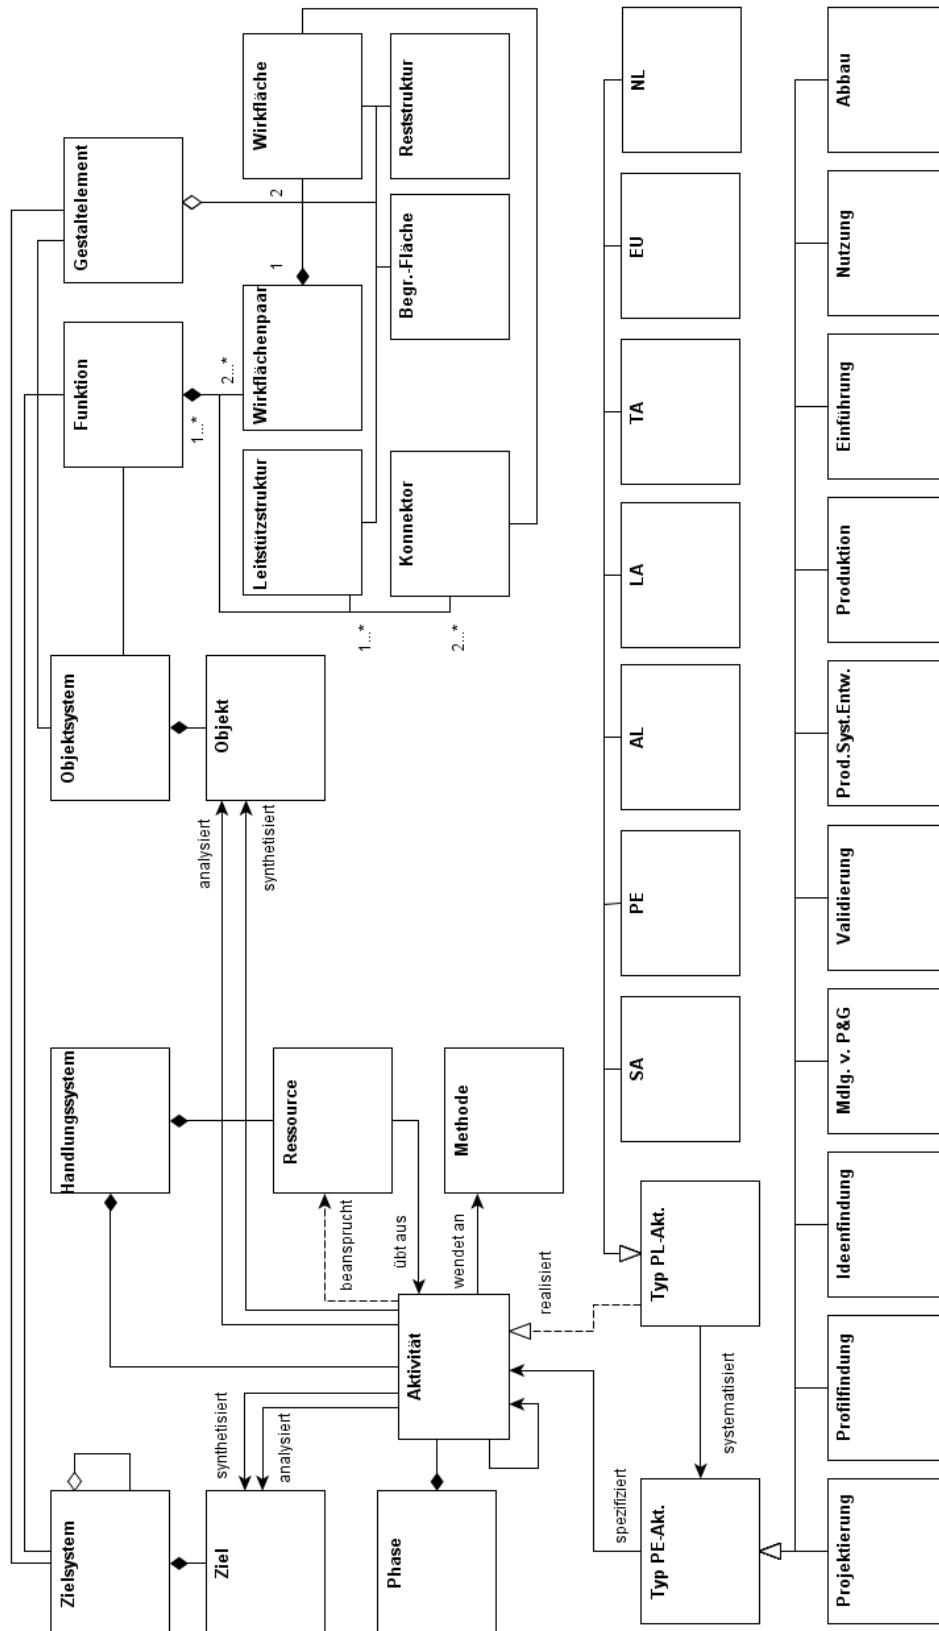 Zielsystem
Handlungssystem
Objektsystem
Funktion
Gestaltelement
1...*
analysiert
Ziel
synthetisiert
Objekt
2...*
analysiert
synthetisiert
Ressource
Leitstützstruktur
Wirkflächenpaar
1
2
Wirkfläche
beansprucht
1...*
Phase
Aktivität
übt aus
Konnektor
Begr.-Fläche
Reststruktur
wendet an
Methode
2...*
realisiert
spezifiziert
SA
PE
AL
LA
TA
EU
NL
Typ PE-Akt.
Typ PL-Akt.
systematisiert
Projektierung
Profilfindung
Ideenfindung
Mdlg. v. P&G
Validierung
Prod.Syst.Entw.
Produktion
Einführung
Nutzung
Abbau